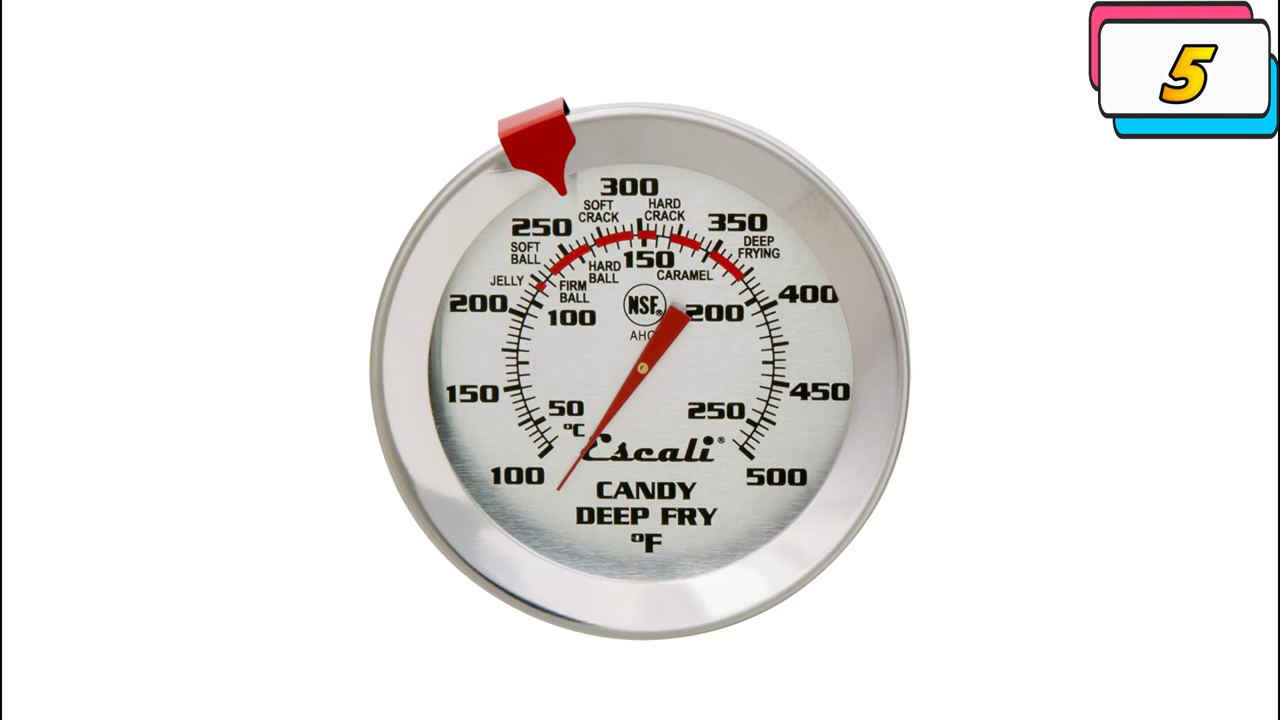 5
300
SOFT CRACK
HARD CRACK
250
350
SOFT BALL
DEEP FRYING
150
HARD BALL
CARAMEL
JELLY
FIRM BALL
200
400
NSF®
100
200
150
450
50
250
°C
Escali®
100
500
CANDY
DEEP FRY
°F